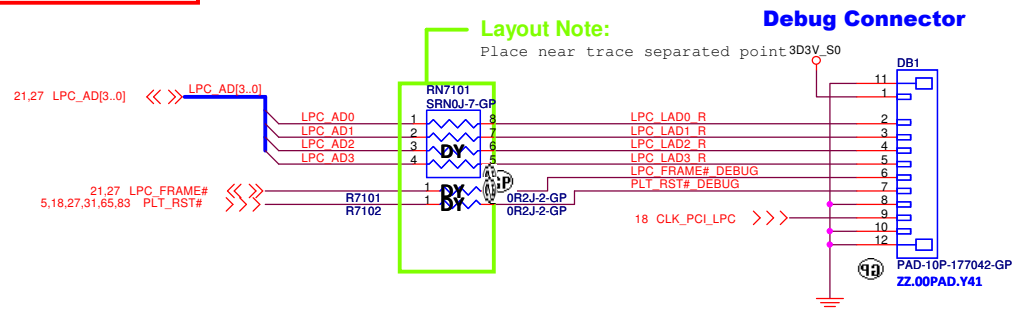 Debug Connector
Layout Note:
Place near trace separated point
3D3V_S0
DB1
RN7101
SRN0J-7-GP
21,27 LPC_AD[3..0]
LPC_AD[3..0]
11
1
LPC_AD0 1 8 LPC_LAD0_R 2
LPC_AD1 2 7 LPC_LAD1_R 3
LPC_AD2 3 DY 6 LPC_LAD2_R 4
LPC_AD3 4 5 LPC_LAD3_R 5
LPC_FRAME#_DEBUG 6
21,27 LPC_FRAME# 1 DY PLT_RST#_DEBUG 7
R7101 0R2J-2-GP
5,18,27,31,65,83 PLT_RST# 1 DY 8
R7102 0R2J-2-GP
18 CLK_PCI_LPC 9
10
12
GP
PAD-10P-177042-GP
ZZ.00PAD.Y41